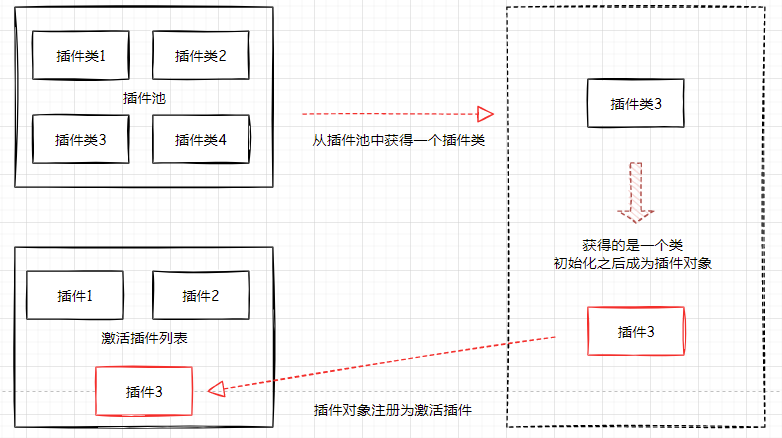 插件类1
插件类2
插件池
插件类3
插件类4
从插件池中获得一个插件类
插件类3
获得的是一个类
初始化之后成为插件对象
插件3
插件1
插件2
激活插件列表
插件3
插件对象注册为激活插件